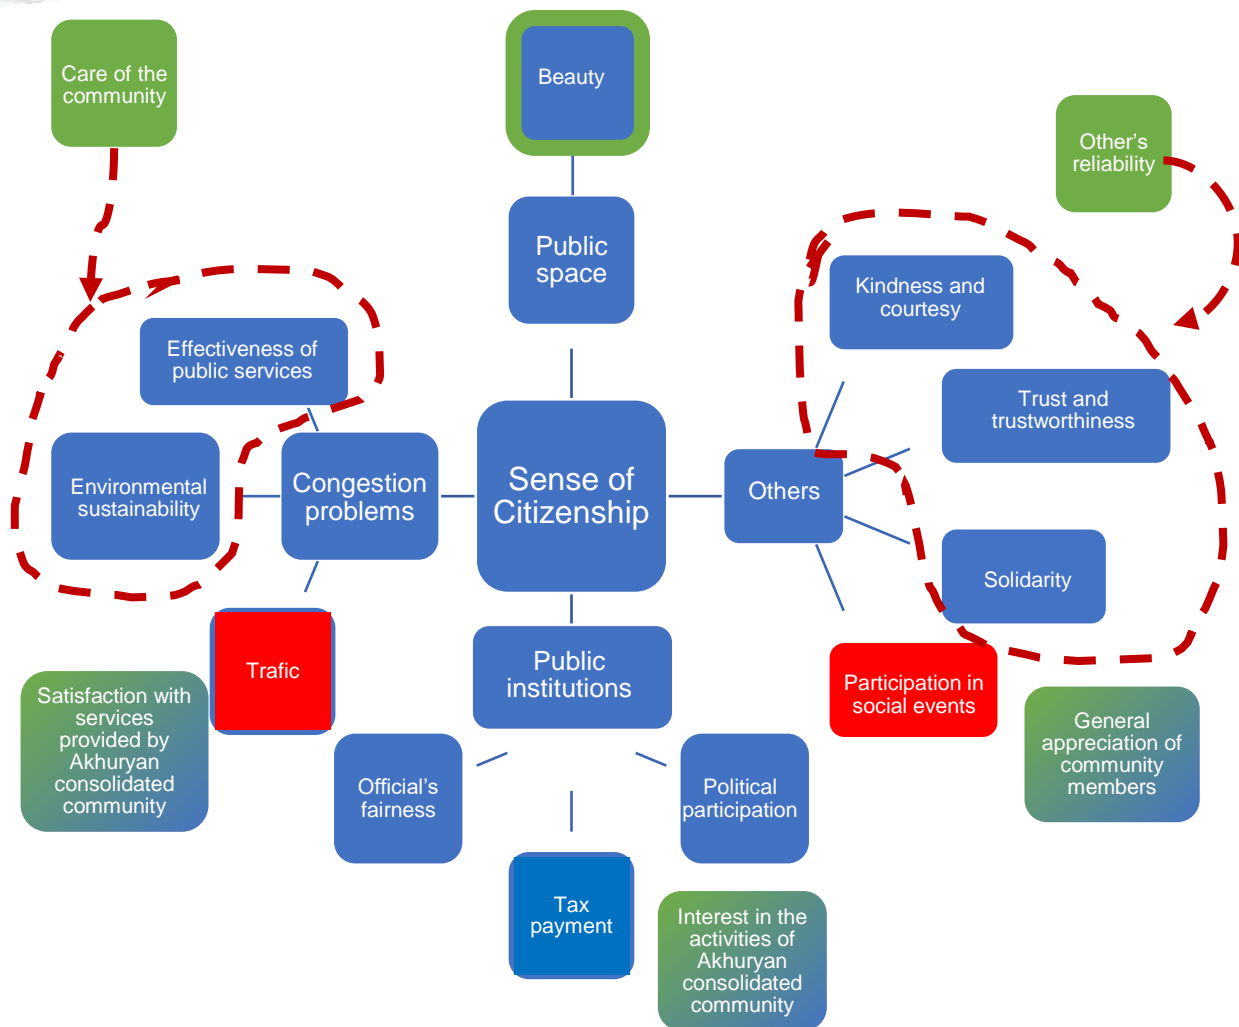 Care of the
community
Beauty
Other's
reliability
Public
space
Kindness and
courtesy
Effectiveness of
public services
Trust and
trustworthiness
Environmental
sustainability
Congestion
problems
Sense of
Citizenship
Others
Solidarity
Trafic
Public
institutions
Participation in
social events
Satisfaction with
services
provided by
Akhuryan
consolidated
community
General
appreciation of
community
members
Official's
fairness
Political
participation
Tax
payment
Interest in the
activities of
Akhuryan
consolidated
community